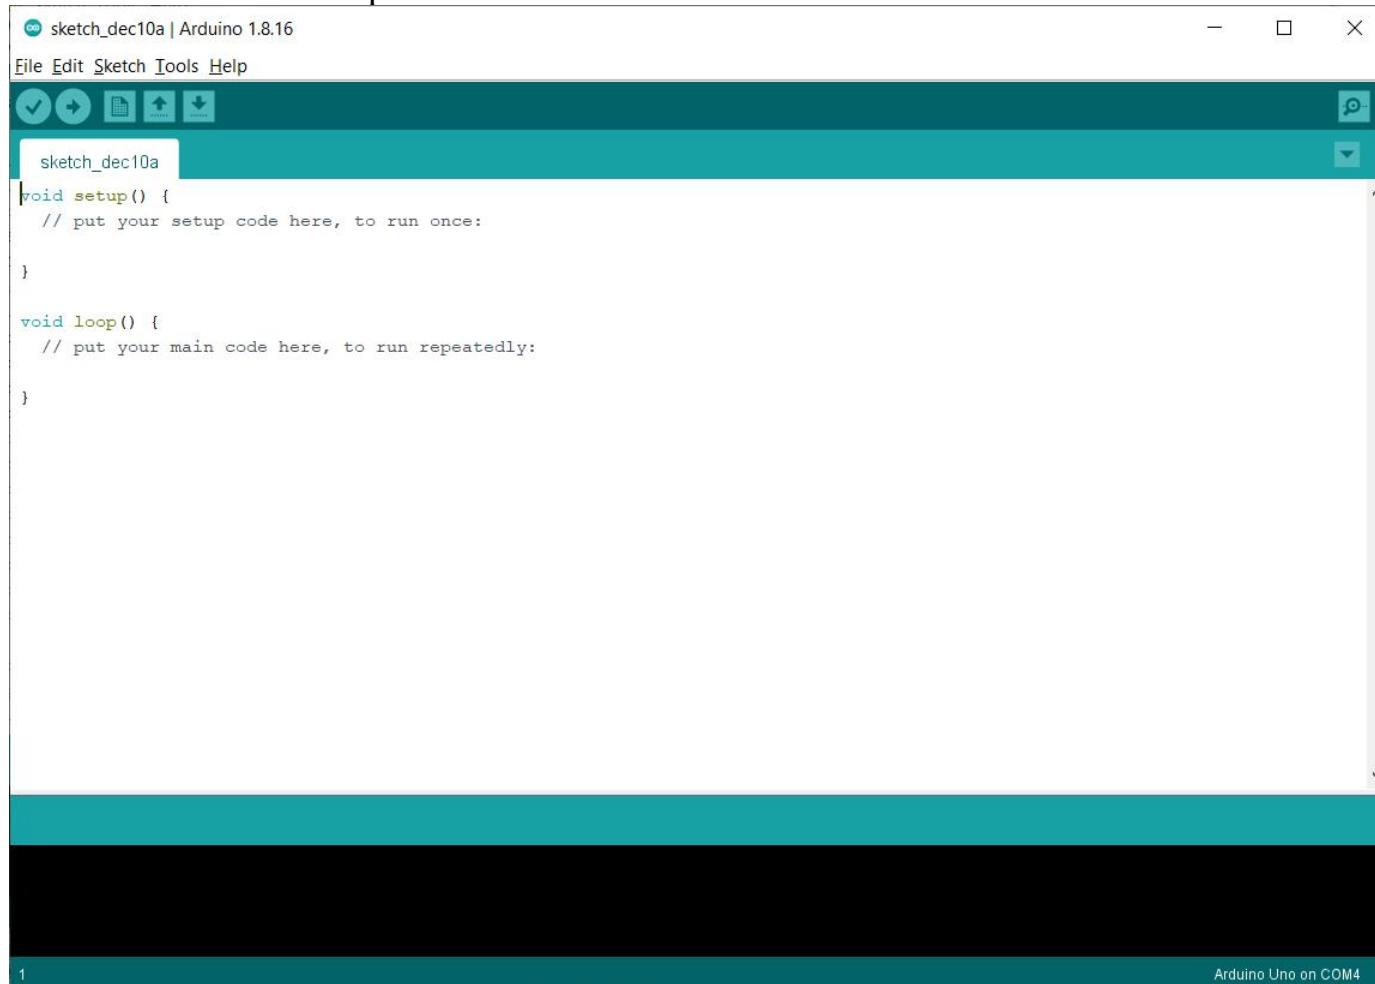 sketch_dec10a | Arduino 1.8.16
File Edit Sketch Tools Help
sketch_dec10a
void setup() {
  // put your setup code here, to run once:
}
void loop() {
  // put your main code here, to run repeatedly:
}
1
Arduino Uno on COM4